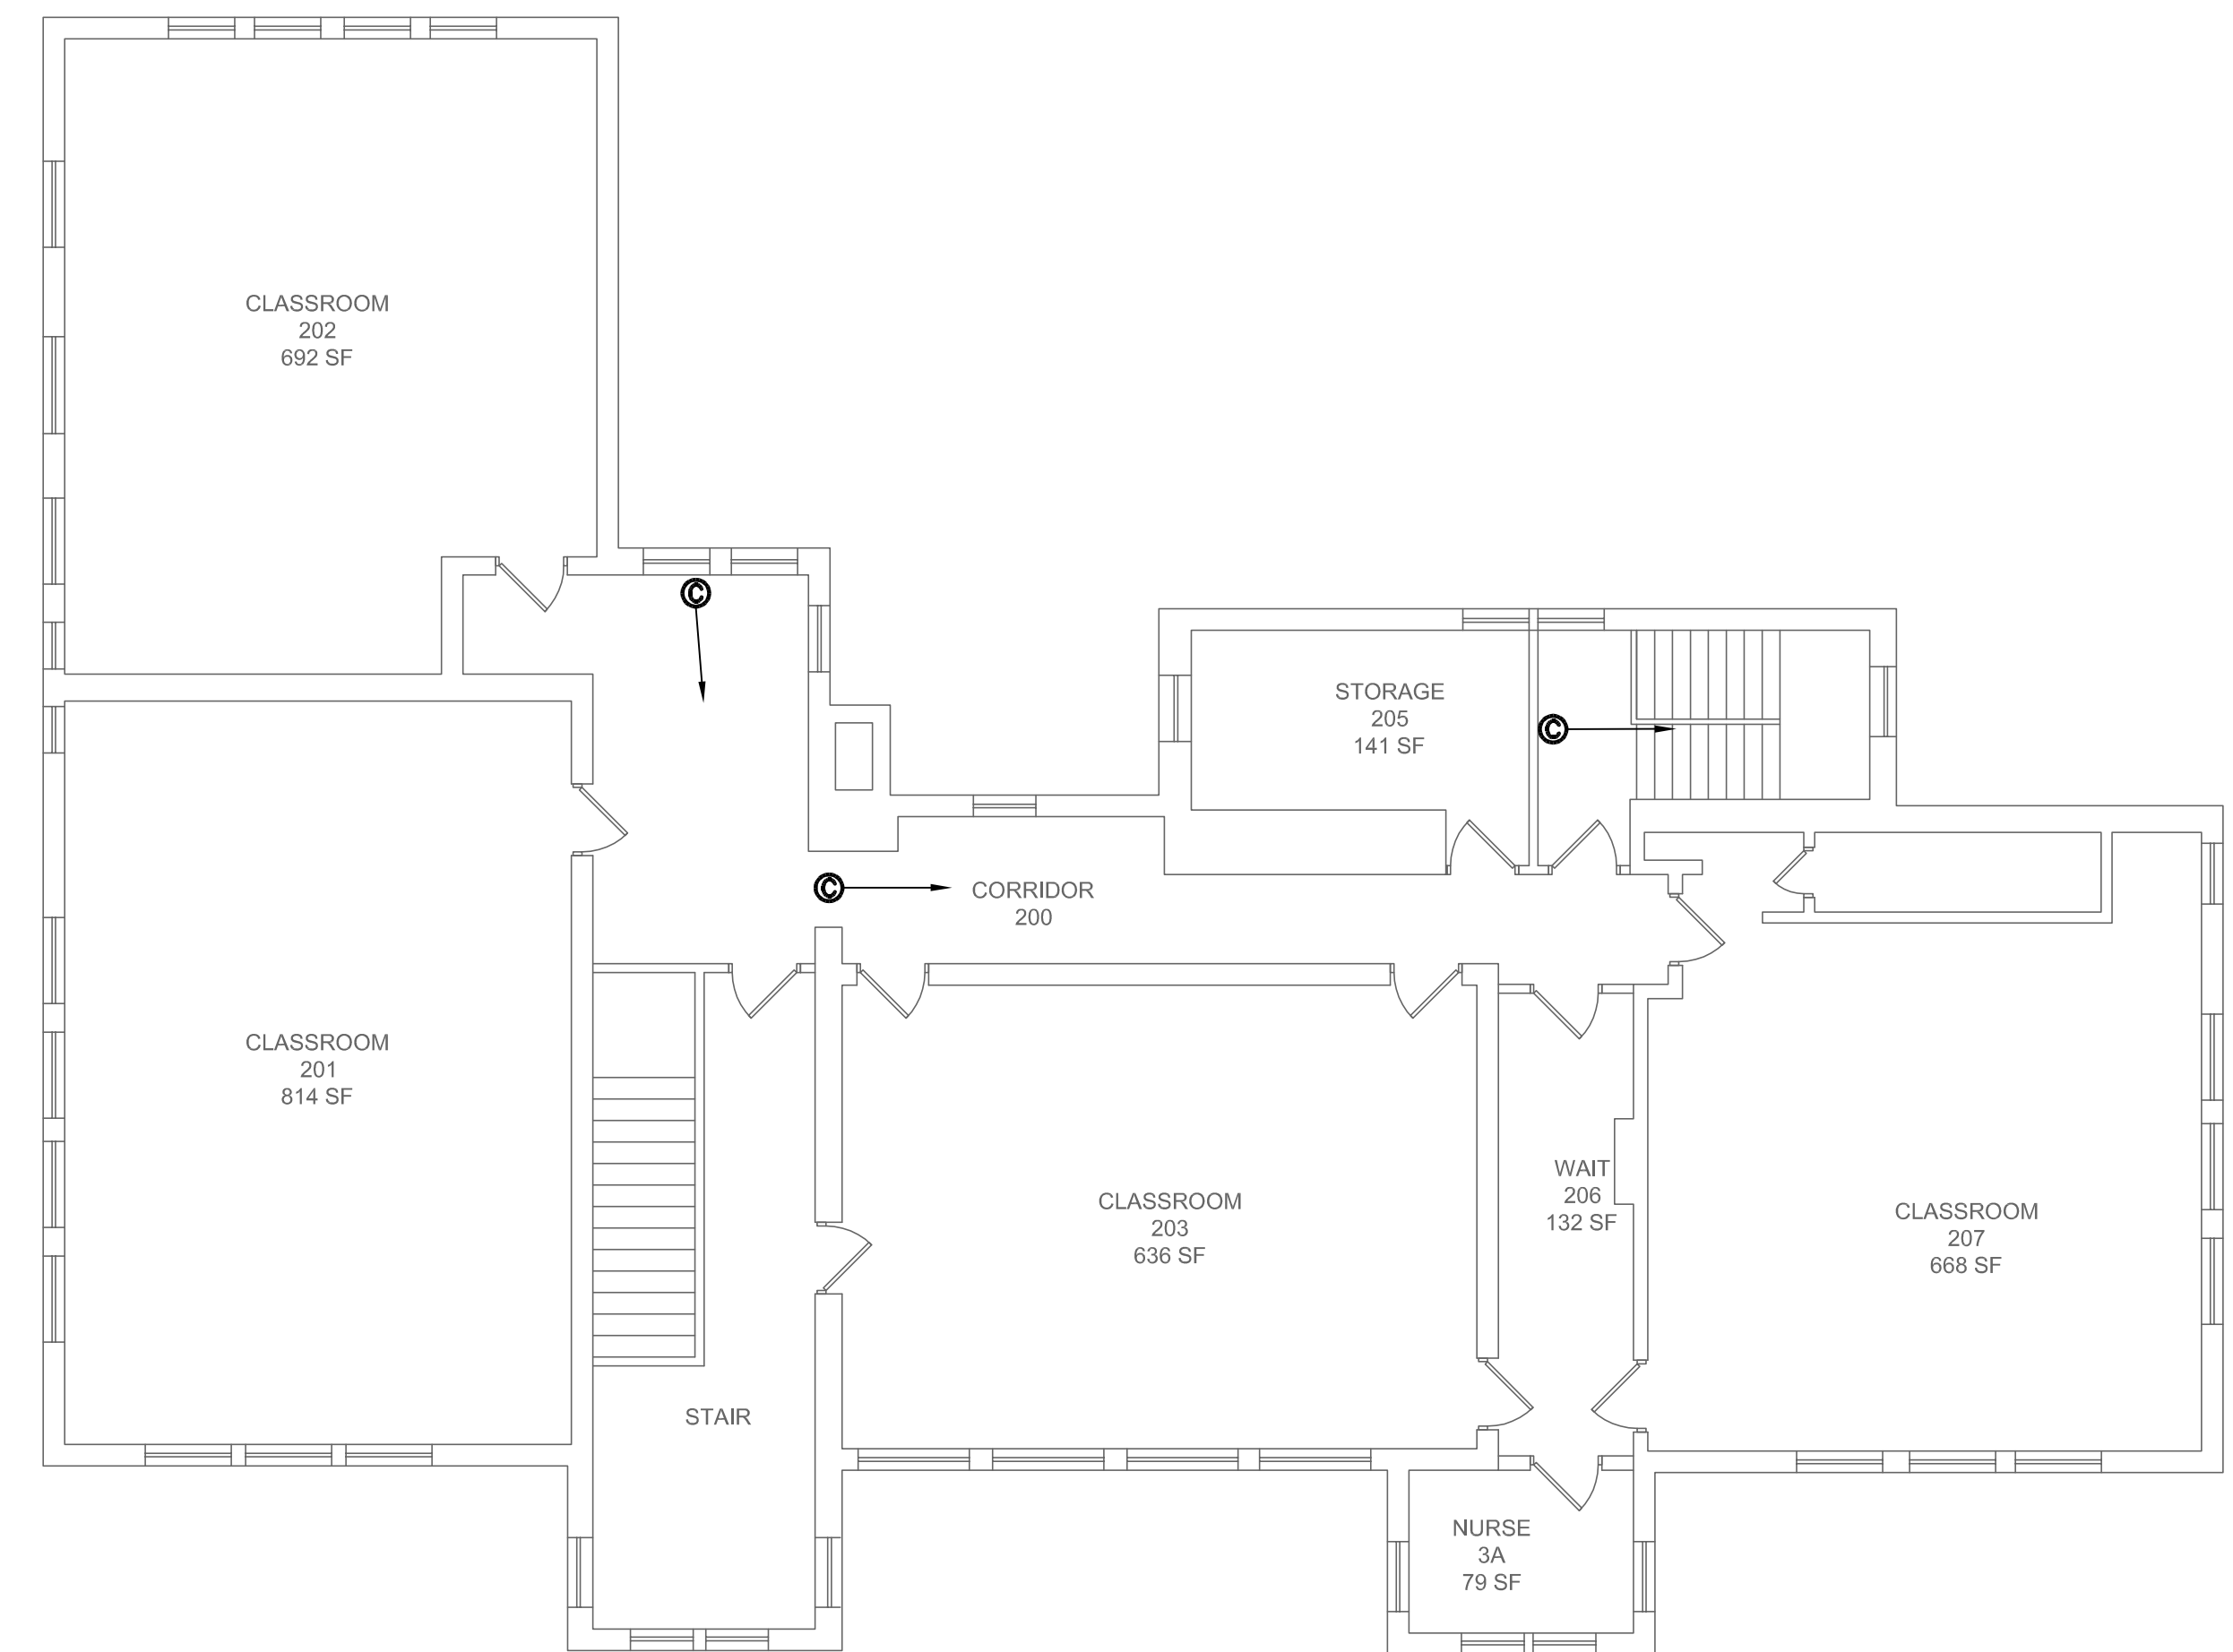 CLASSROOM
202
692 SF
©
STORAGE
205
141 SF
©
©
CORRIDOR
200
CLASSROOM
201
814 SF
CLASSROOM
203
636 SF
WAIT
206
132 SF
CLASSROOM
207
668 SF
STAIR
NURSE
3A
79 SF